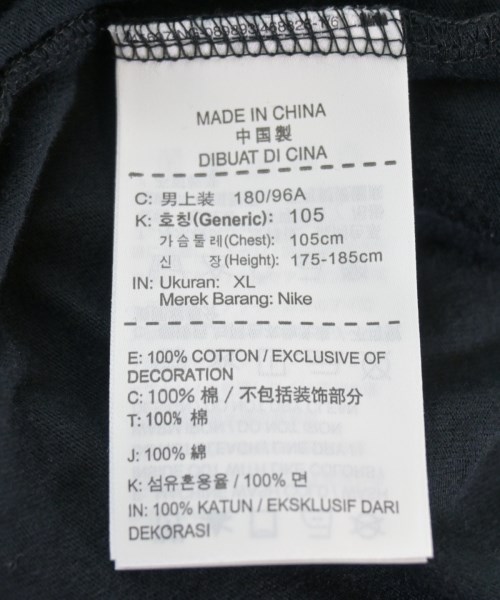 MADE IN CHINA
中国製
DIBUAT DI CINA
C: 男上装 180/96A
K: 호칭(Generic): 105
가슴둘레(Chest): 105cm
신 장(Height): 175-185cm
IN: Ukuran: XL
Merek Barang: Nike
E: 100% COTTON / EXCLUSIVE OF
DECORATION
C: 100% 棉 / 不包括装饰部分
T: 100% 棉
J: 100% 綿
K: 섬유혼용율 / 100% 면
IN: 100% KATUN / EKSKLUSIF DARI
DEKORASI